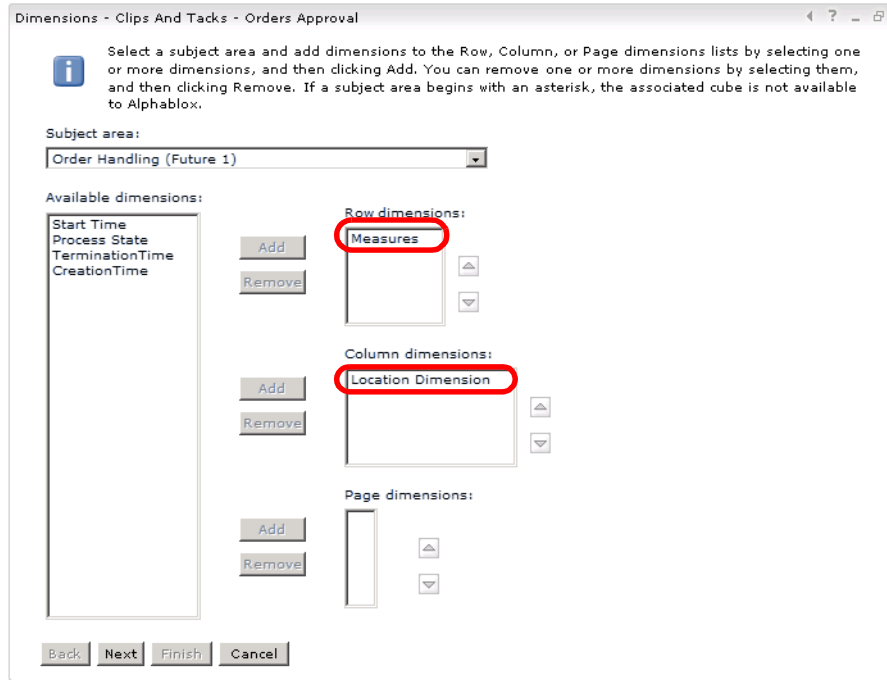 Dimensions - Clips And Tacks - Orders Approval
Select a subject area and add dimensions to the Row, Column, or Page dimensions lists by selecting one
or more dimensions, and then clicking Add. You can remove one or more dimensions by selecting them,
and then clicking Remove. If a subject area begins with an asterisk, the associated cube is not available
to Alphablox.
Subject area:
Order Handling (Future 1)
Available dimensions:
Start Time
Process State
TerminationTime
CreationTime
Row dimensions:
Measures
Add
Remove
Column dimensions:
Location Dimension
Add
Remove
Page dimensions:
Add
Remove
Back Next Finish Cancel